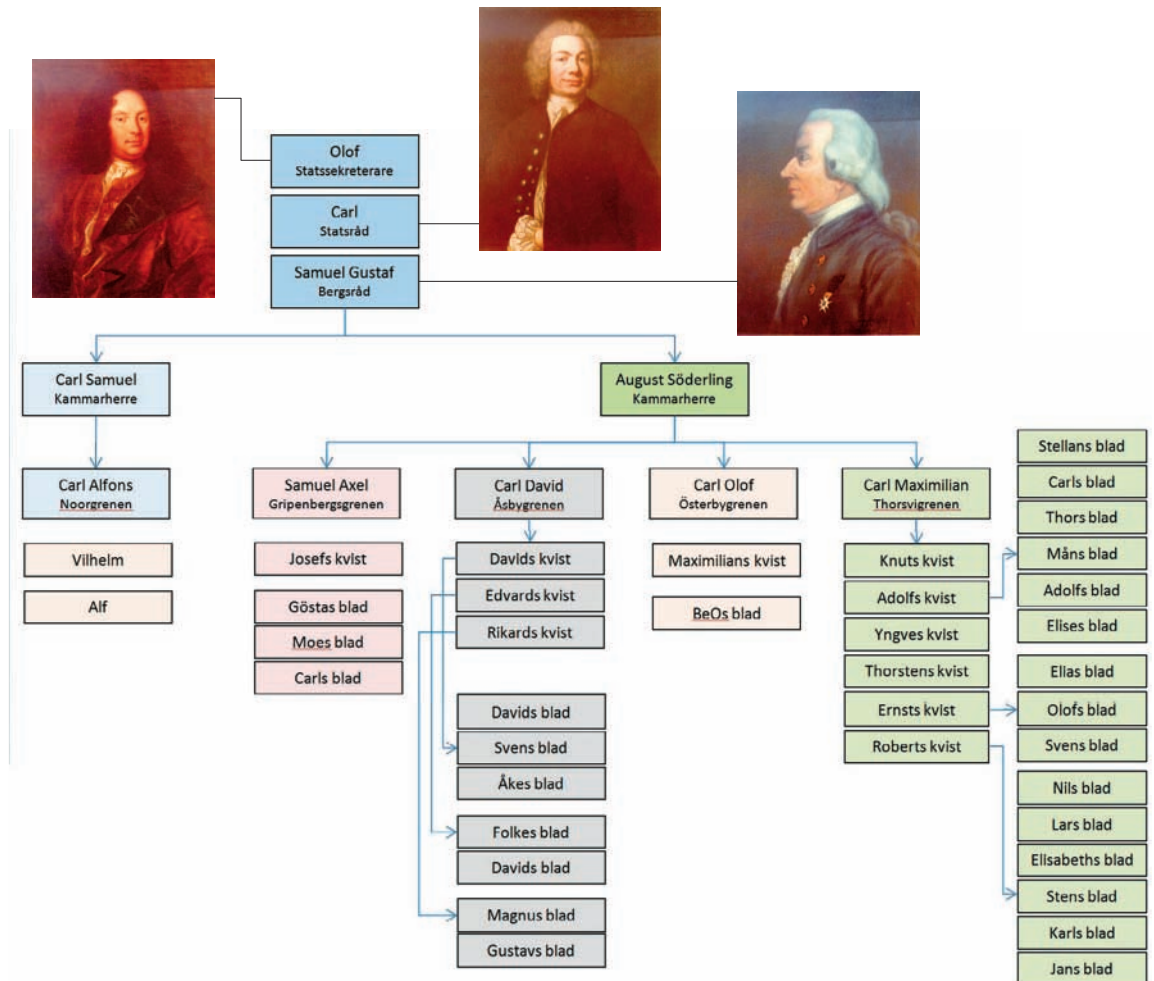 Olof
Statssekreterare
Carl
Statsråd
Samuel Gustaf
Bergsråd
Carl Samuel
Kammarherre
August Söderling
Kammarherre
Carl Alfons
Noorgrenen
Vilhelm
Alf
Samuel Axel
Gripenbergsgrenen
Josefs kvist
Göstas blad
Moes blad
Carls blad
Carl David
Åsbygrenen
Davids kvist
Edvards kvist
Rikards kvist
Davids blad
Svens blad
Åkes blad
Folkes blad
Davids blad
Magnus blad
Gustavs blad
Carl Olof
Österbygrenen
Maximilians kvist
BeOs blad
Carl Maximilian
Thorsvigrenen
Knuts kvist
Adolfs kvist
Yngves kvist
Thorstens kvist
Ernsts kvist
Roberts kvist
Stellans blad
Carls blad
Thors blad
Måns blad
Adolfs blad
Elises blad
Elias blad
Olofs blad
Svens blad
Nils blad
Lars blad
Elisabeths blad
Stens blad
Karls blad
Jans blad